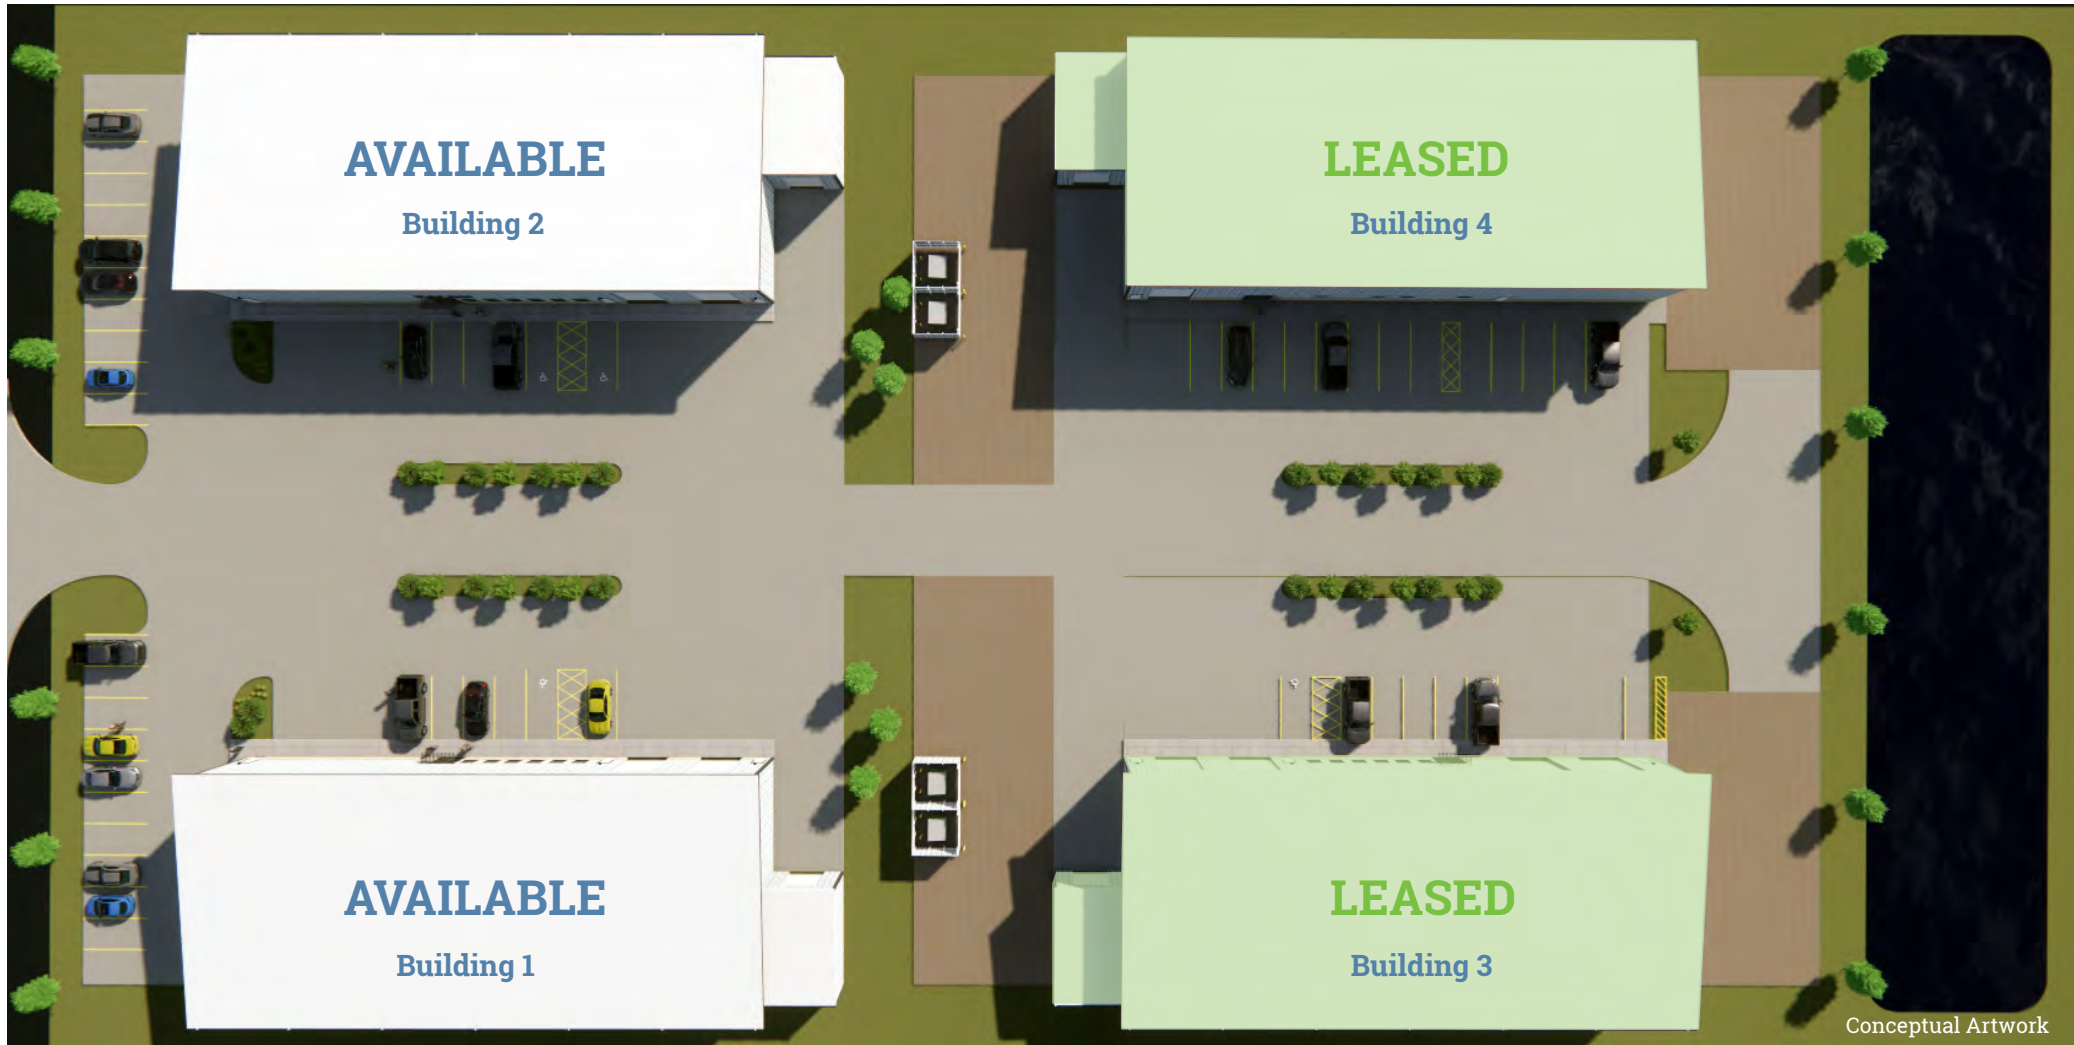 AVAILABLE
Building 2
LEASED
Building 4
AVAILABLE
Building 1
LEASED
Building 3
Conceptual Artwork